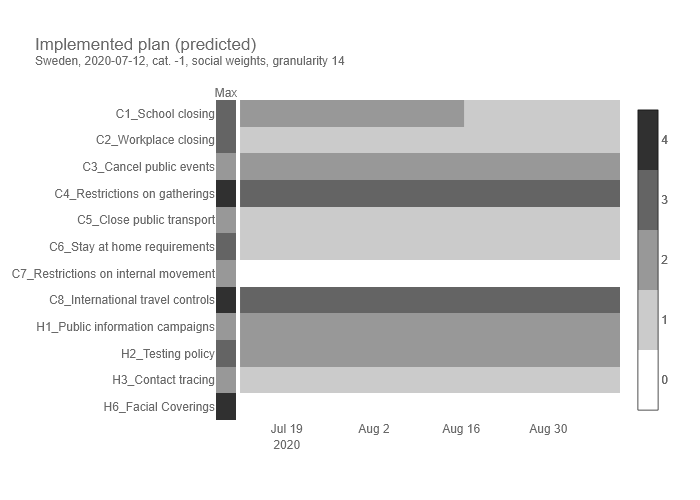 Implemented plan (predicted)
Sweden, 2020-07-12, cat. -1, social weights, granularity 14
Max
C1_School closing
C2_Workplace closing
C3_Cancel public events
C4_Restrictions on gatherings
C5_Close public transport
C6_Stay at home requirements
C7_Restrictions on internal movement
C8_International travel controls
H1_Public information campaigns
H2_Testing policy
H3_Contact tracing
H6_Facial Coverings
Jul 19 Aug 2 Aug 16 Aug 30
2020
4
3
2
1
0